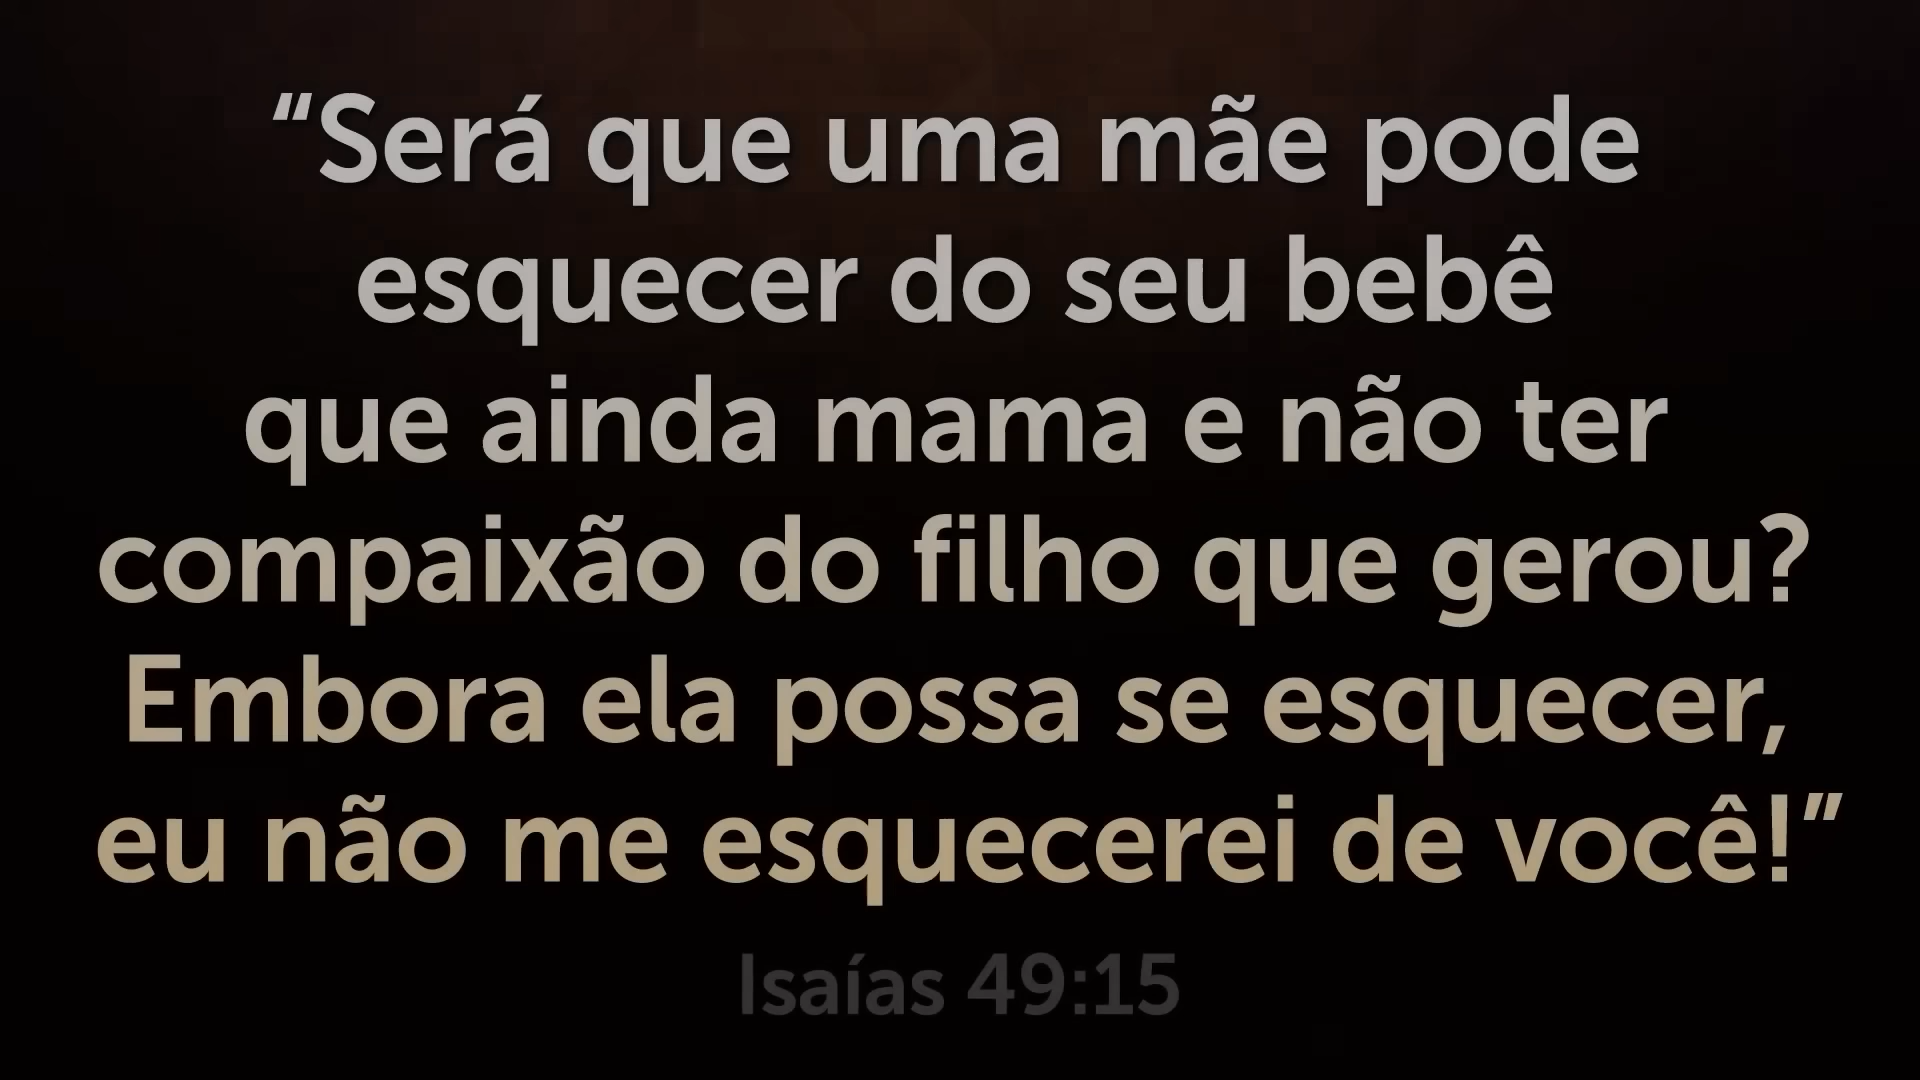 “Será que uma mãe pode
esquecer do seu bebê
que ainda mama e não ter
compaixão do filho que gerou?
Embora ela possa se esquecer,
eu não me esquecerei de você!”
Isaías 49:15